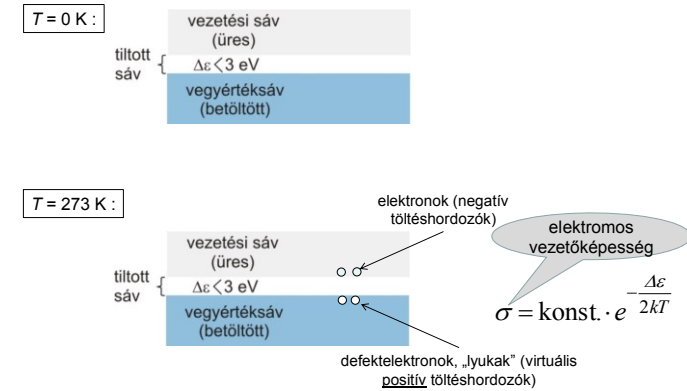 T = 0 K :
vezetési sáv
(üres)
tiltott
sáv
Δε<3 eV
vegyértéksáv
(betöltött)
T = 273 K :
elektronok (negatív
töltéshordozók)
elektromos
vezetőképesség
vezetési sáv
(üres)
tiltott
sáv
Δε<3 eV
vegyértéksáv
(betöltött)
σ = konst. · e^(-Δε/2kT)
defektelektronok, „lyukak” (virtuális
pozitív töltéshordozók)